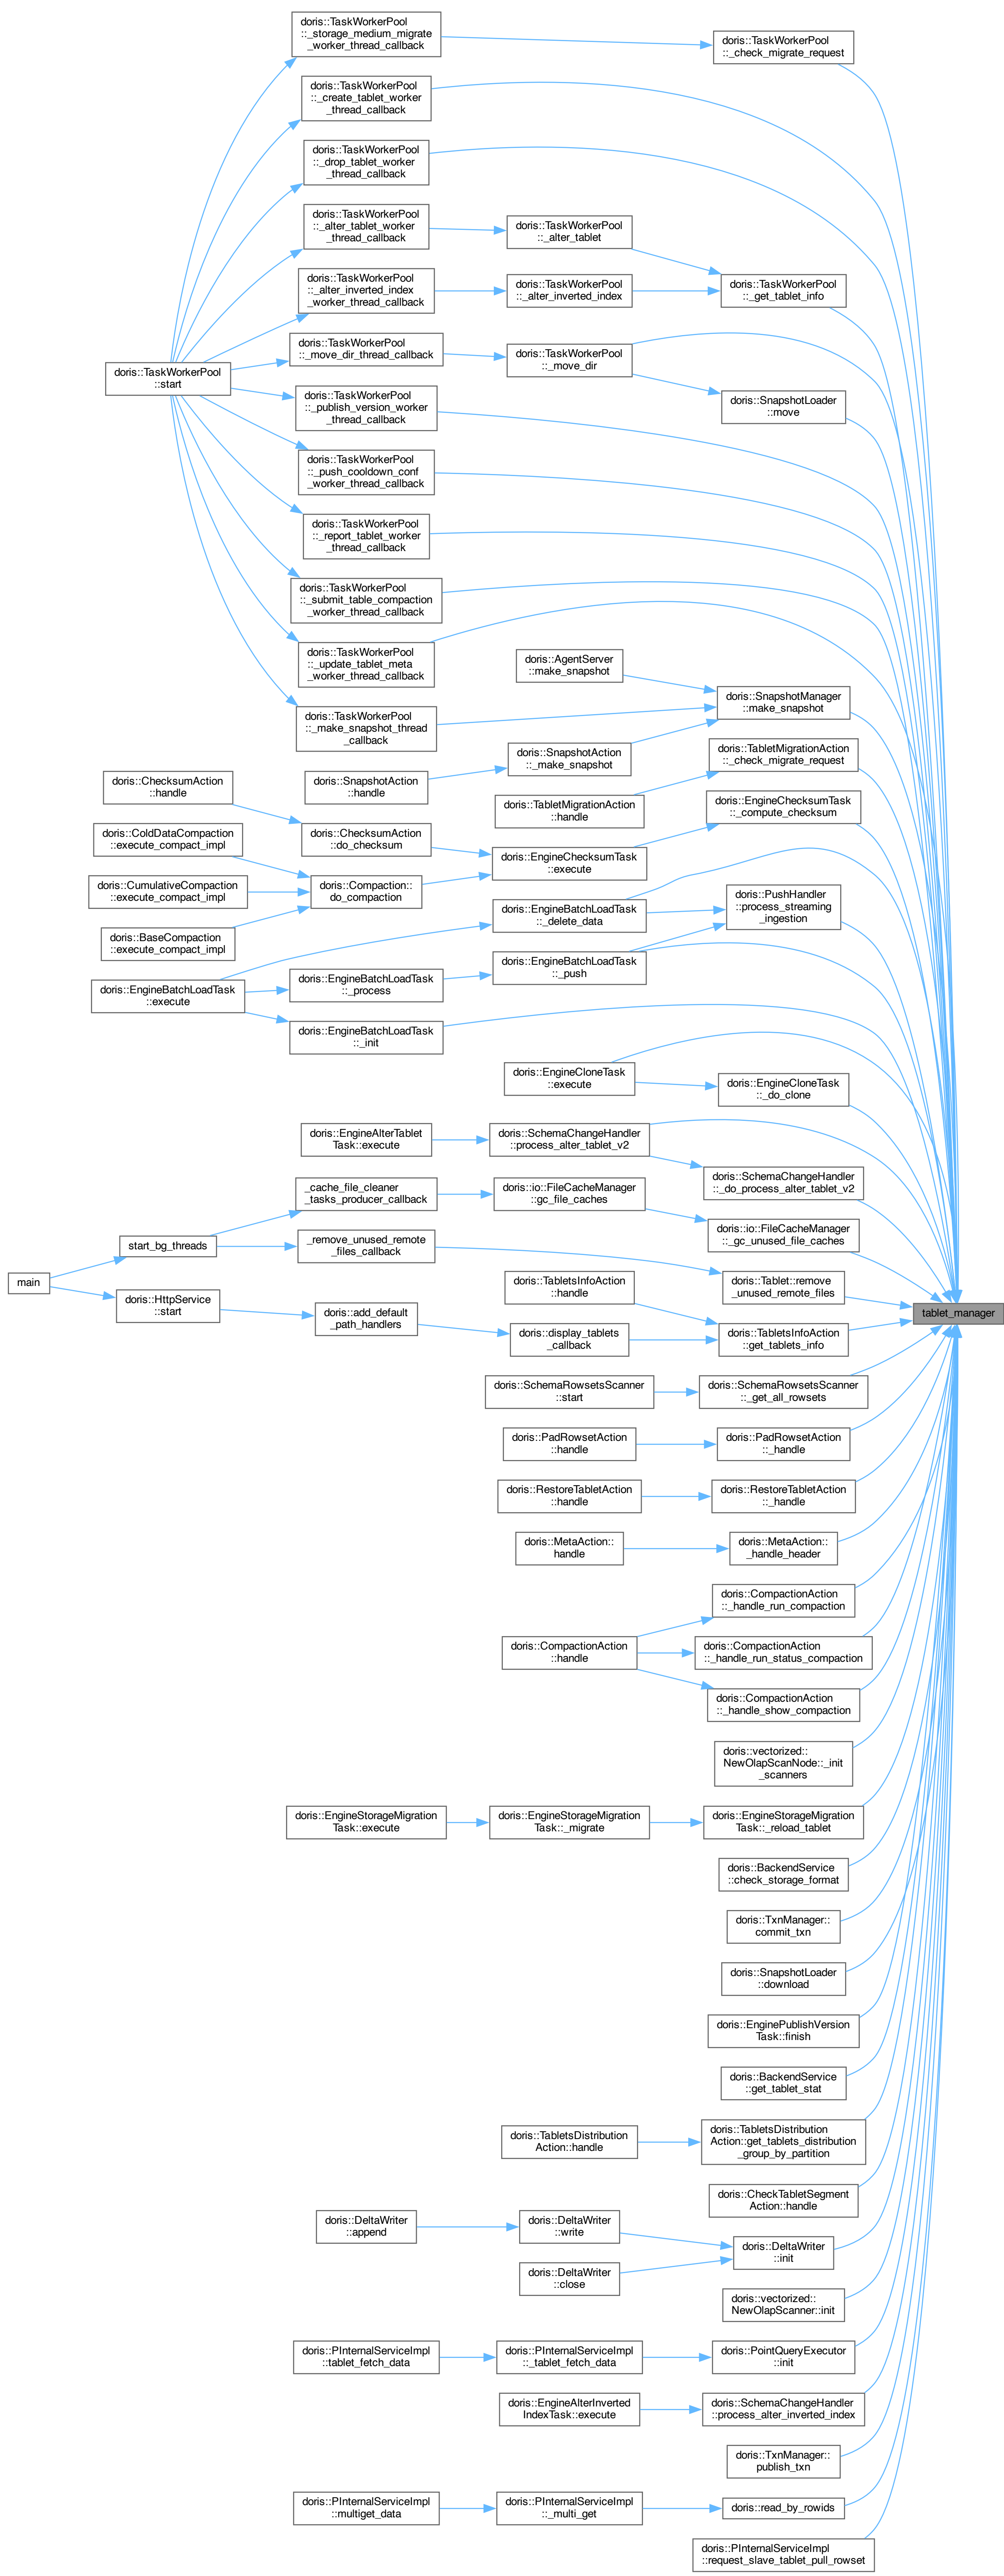 doris::TaskWorkerPool
::_storage_medium_migrate
_worker_thread_callback
doris::TaskWorkerPool
::_check_migrate_request
doris::TaskWorkerPool
::_create_tablet_worker
_thread_callback
doris::TaskWorkerPool
::_drop_tablet_worker
_thread_callback
doris::TaskWorkerPool
::_alter_tablet_worker
_thread_callback
doris::TaskWorkerPool
::_alter_tablet
doris::TaskWorkerPool
::_alter_inverted_index
_worker_thread_callback
doris::TaskWorkerPool
::_alter_inverted_index
doris::TaskWorkerPool
::_get_tablet_info
doris::TaskWorkerPool
::start
doris::TaskWorkerPool
::_move_dir_thread_callback
doris::TaskWorkerPool
::_move_dir
doris::SnapshotLoader
::move
doris::TaskWorkerPool
::_publish_version_worker
_thread_callback
doris::TaskWorkerPool
::_push_cooldown_conf
_worker_thread_callback
doris::TaskWorkerPool
::_report_tablet_worker
_thread_callback
doris::TaskWorkerPool
::_submit_table_compaction
_worker_thread_callback
doris::TaskWorkerPool
::_update_tablet_meta
_worker_thread_callback
doris::AgentServer
::make_snapshot
doris::SnapshotManager
::make_snapshot
doris::TaskWorkerPool
::_make_snapshot_thread
_callback
doris::SnapshotAction
::_make_snapshot
doris::TabletMigrationAction
::_check_migrate_request
doris::ChecksumAction
::handle
doris::SnapshotAction
::handle
doris::TabletMigrationAction
::handle
doris::EngineChecksumTask
::_compute_checksum
doris::ColdDataCompaction
::execute_compact_impl
doris::ChecksumAction
::do_checksum
doris::EngineChecksumTask
::execute
doris::CumulativeCompaction
::execute_compact_impl
doris::Compaction::
do_compaction
doris::EngineBatchLoadTask
::_delete_data
doris::PushHandler
::process_streaming
_ingestion
doris::BaseCompaction
::execute_compact_impl
doris::EngineBatchLoadTask
::execute
doris::EngineBatchLoadTask
::_process
doris::EngineBatchLoadTask
::_push
doris::EngineBatchLoadTask
::_init
doris::EngineCloneTask
::execute
doris::EngineCloneTask
::_do_clone
doris::EngineAlterTablet
Task::execute
doris::SchemaChangeHandler
::process_alter_tablet_v2
doris::SchemaChangeHandler
::_do_process_alter_tablet_v2
_cache_file_cleaner
_tasks_producer_callback
doris::io::FileCacheManager
::gc_file_caches
doris::io::FileCacheManager
::_gc_unused_file_caches
start_bg_threads
_remove_unused_remote
_files_callback
doris::Tablet::remove
_unused_remote_files
main
doris::HttpService
::start
doris::add_default
_path_handlers
doris::TabletsInfoAction
::handle
tablet_manager
doris::display_tablets
_callback
doris::TabletsInfoAction
::get_tablets_info
doris::SchemaRowsetsScanner
::start
doris::SchemaRowsetsScanner
::_get_all_rowsets
doris::PadRowsetAction
::handle
doris::PadRowsetAction
::_handle
doris::RestoreTabletAction
::handle
doris::RestoreTabletAction
::_handle
doris::MetaAction::
handle
doris::MetaAction::
_handle_header
doris::CompactionAction
::_handle_run_compaction
doris::CompactionAction
::handle
doris::CompactionAction
::_handle_run_status_compaction
doris::CompactionAction
::_handle_show_compaction
doris::vectorized::
NewOlapScanNode::_init
_scanners
doris::EngineStorageMigration
Task::execute
doris::EngineStorageMigration
Task::_migrate
doris::EngineStorageMigration
Task::_reload_tablet
doris::BackendService
::check_storage_format
doris::TxnManager::
commit_txn
doris::SnapshotLoader
::download
doris::EnginePublishVersion
Task::finish
doris::BackendService
::get_tablet_stat
doris::TabletsDistribution
Action::handle
doris::TabletsDistribution
Action::get_tablets_distribution
_group_by_partition
doris::CheckTabletSegment
Action::handle
doris::DeltaWriter
::append
doris::DeltaWriter
::write
doris::DeltaWriter
::init
doris::DeltaWriter
::close
doris::vectorized::
NewOlapScanner::init
doris::PInternalServiceImpl
::tablet_fetch_data
doris::PInternalServiceImpl
::_tablet_fetch_data
doris::PointQueryExecutor
::init
doris::EngineAlterInverted
IndexTask::execute
doris::SchemaChangeHandler
::process_alter_inverted_index
doris::TxnManager::
publish_txn
doris::PInternalServiceImpl
::multiget_data
doris::PInternalServiceImpl
::_multi_get
doris::read_by_rowids
doris::PInternalServiceImpl
::request_slave_tablet_pull_rowset